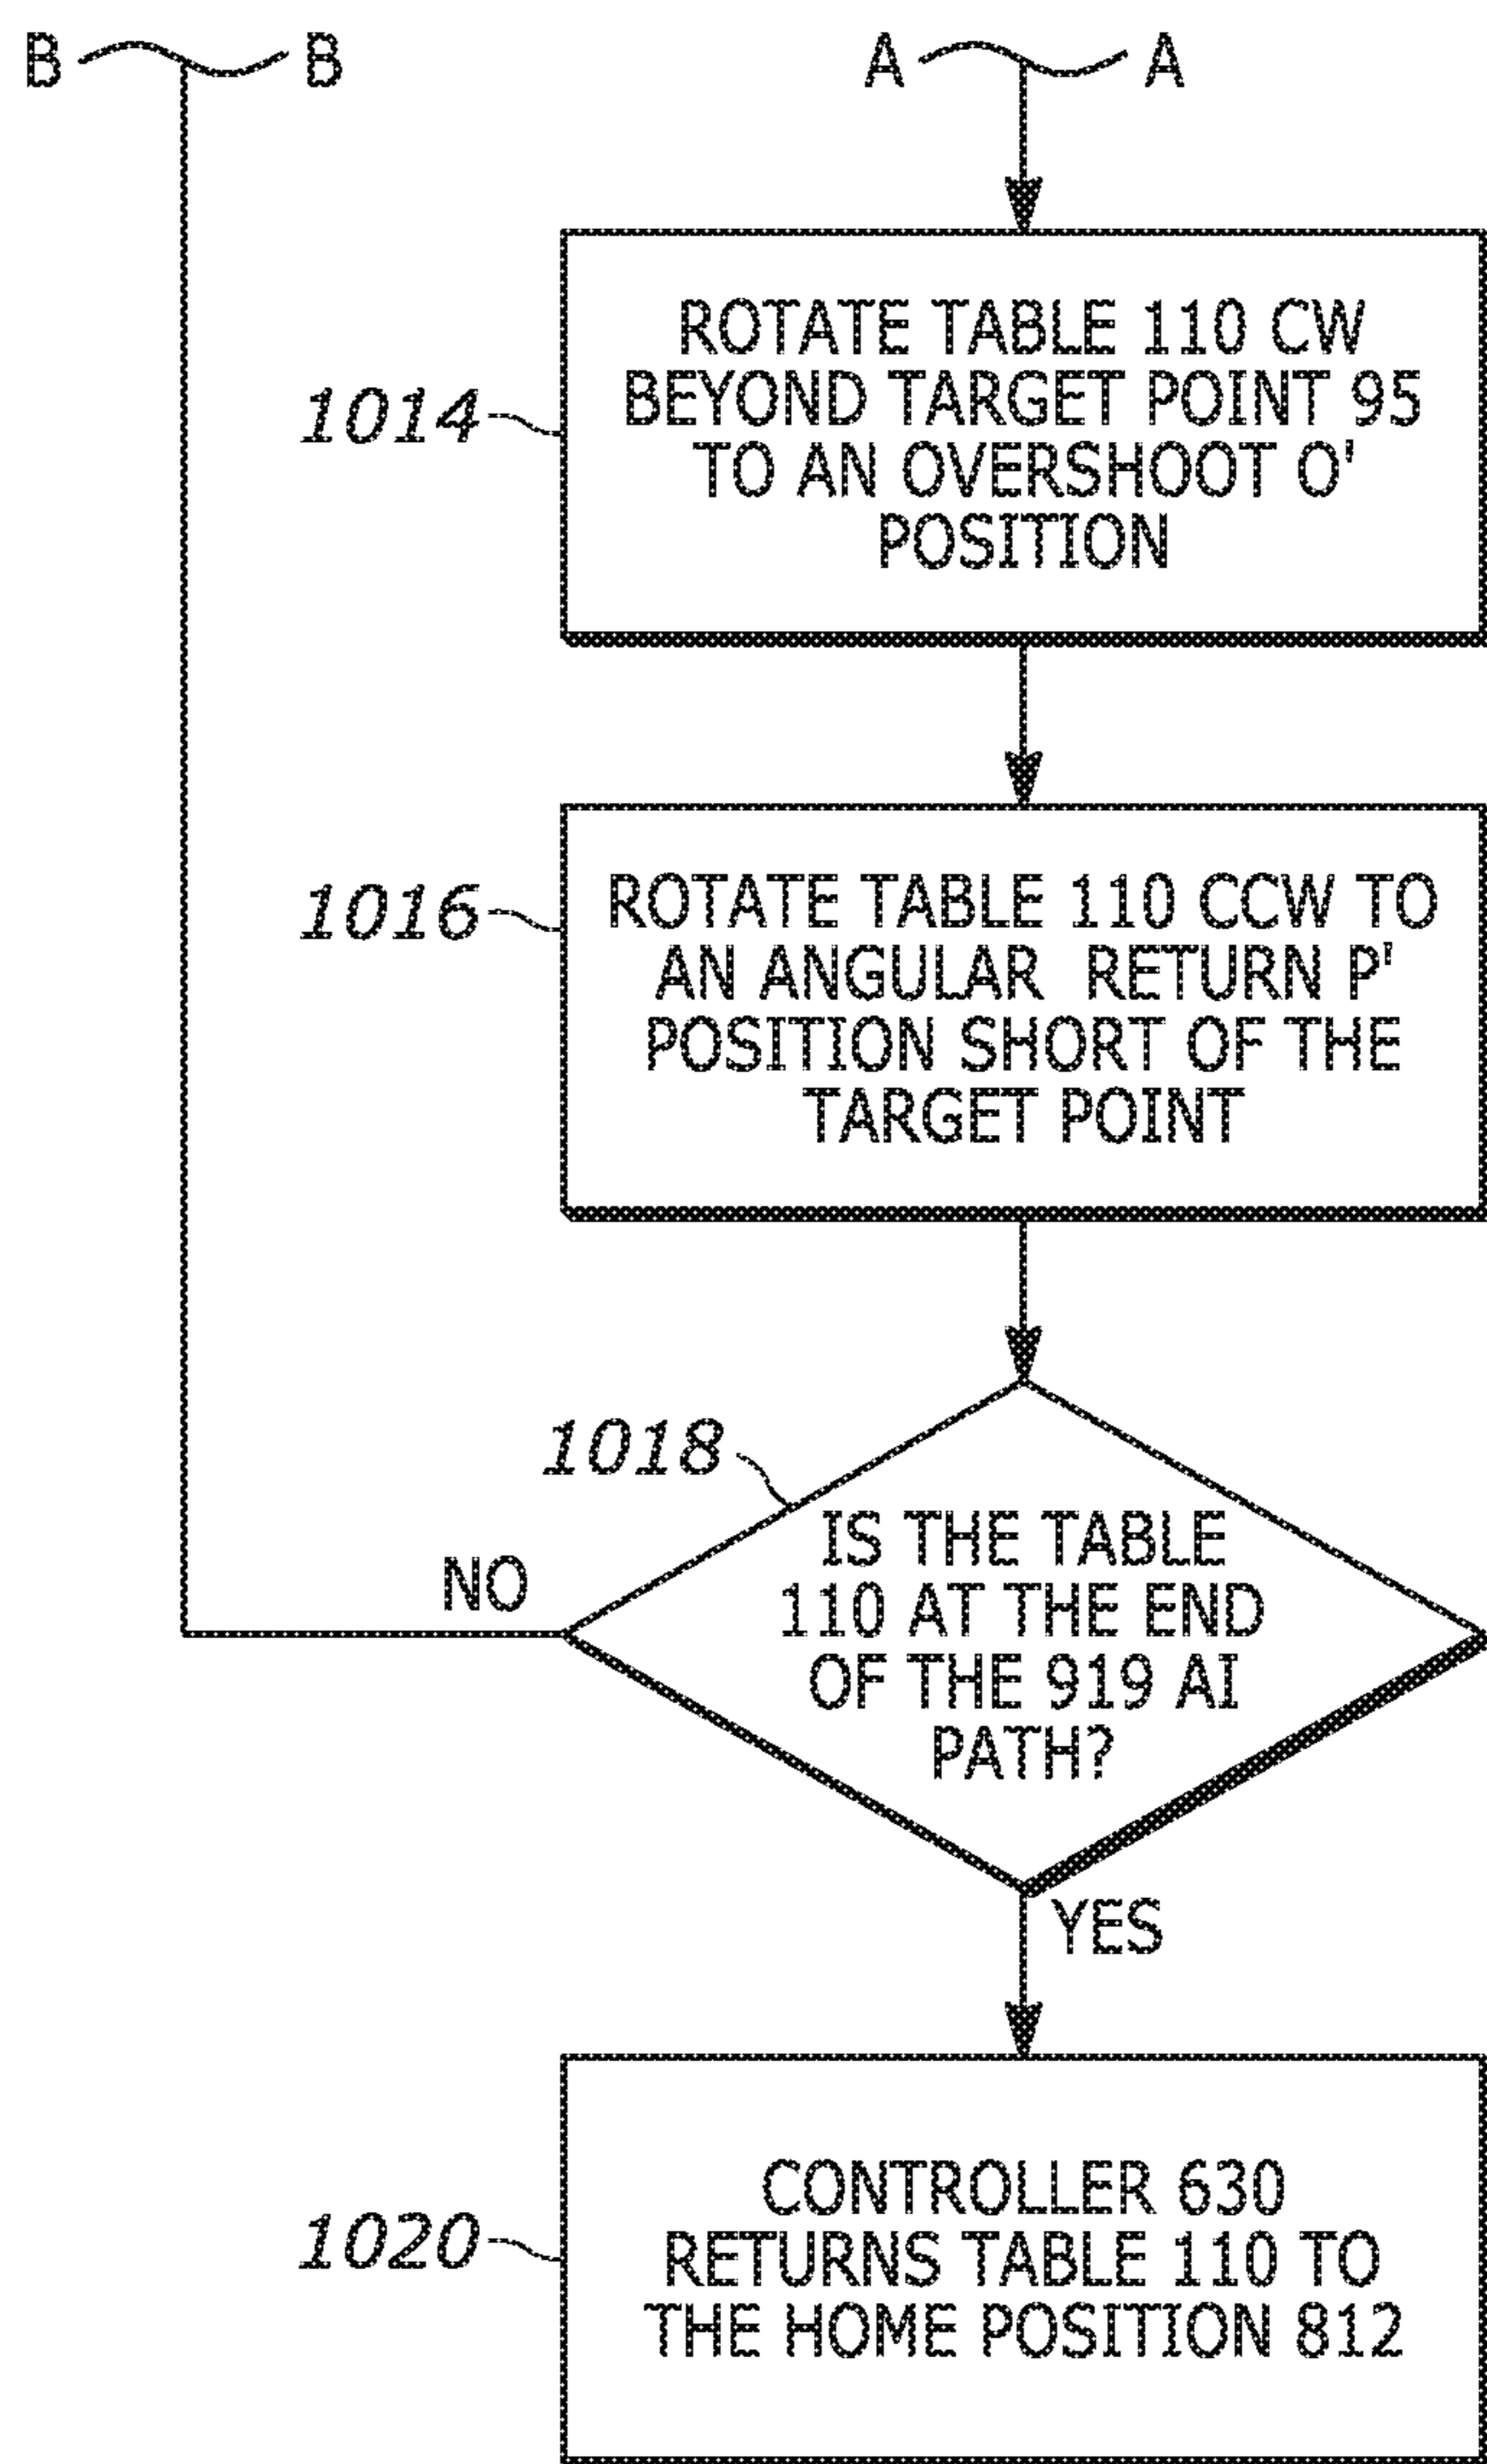 B B
A A
1014
ROTATE TABLE 110 CW
BEYOND TARGET POINT 95
TO AN OVERSHOOT O'
POSITION
1016
ROTATE TABLE 110 CCW TO
AN ANGULAR RETURN P'
POSITION SHORT OF THE
TARGET POINT
1018
IS THE TABLE
110 AT THE END
OF THE 919 AI
PATH?
NO
YES
1020
CONTROLLER 630
RETURNS TABLE 110 TO
THE HOME POSITION 812